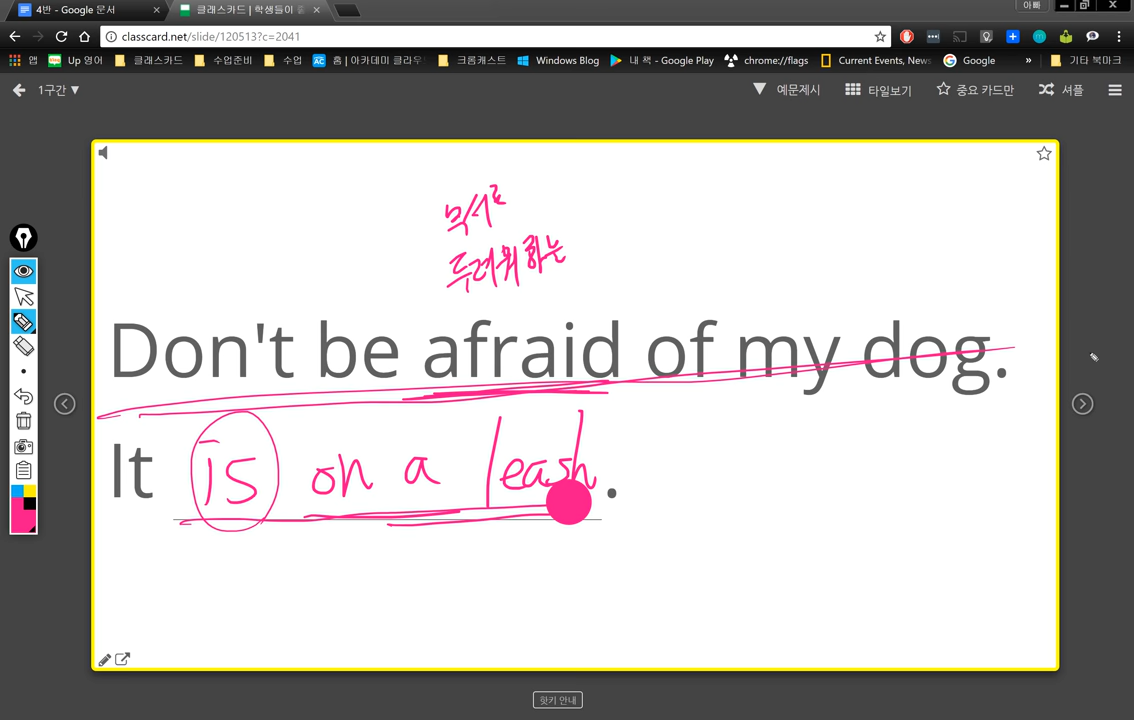 4반 - Google 문서
클래스카드 | 학생들이 
아빠
classcard.net/slide/120513?c=2041
앱 Up 영어 클래스카드 수업준비 수업 AC 홈 | 아카데미 클라우 크롬캐스트 Windows Blog 내 책 - Google Play chrome://flags Current Events, News Google » 기타 북마크
1구간 ▼ ▼ 예문제시 타일보기 중요 카드만 셔플
무서
두려워하는
Don't be afraid of my dog.
It is on a leash.
핫키 안내